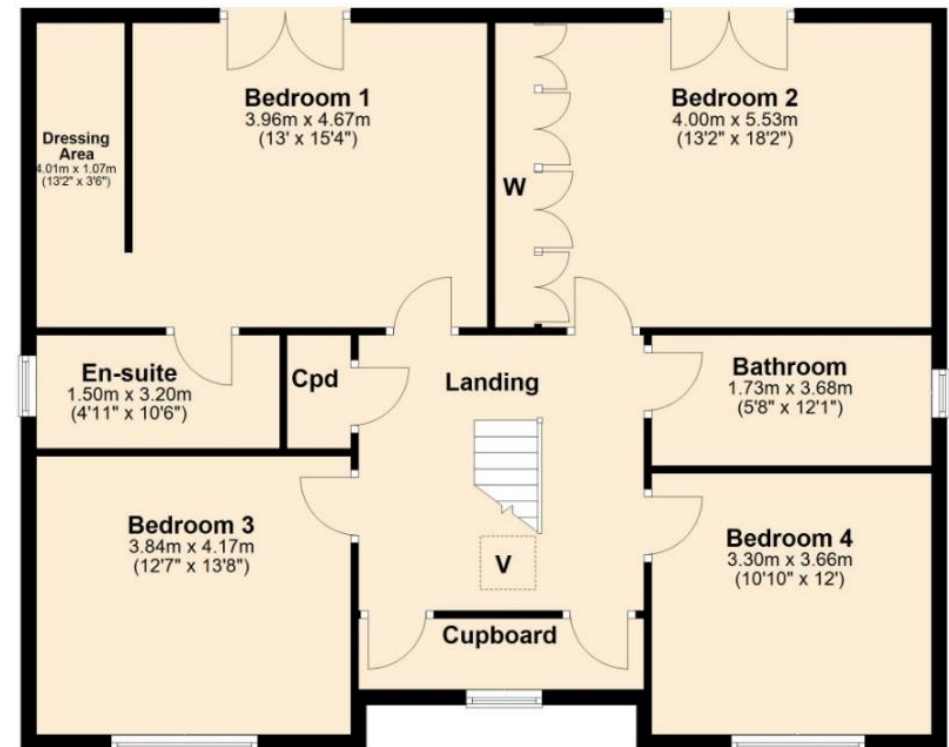 Bedroom 1
3.96m x 4.67m
(13' x 15'4")
Bedroom 2
4.00m x 5.53m
(13'2" x 18'2")
Dressing
Area
4.01m x 1.07m
(13'2" x 3'6")
W
En-suite
1.50m x 3.20m
(4'11" x 10'6")
Cpd
Landing
Bathroom
1.73m x 3.68m
(5'8" x 12'1")
Bedroom 3
3.84m x 4.17m
(12'7" x 13'8")
V
Bedroom 4
3.30m x 3.66m
(10'10" x 12')
Cupboard